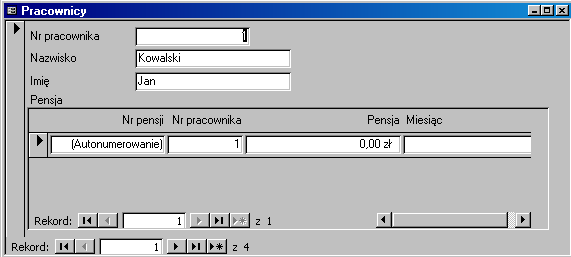 Pracownicy
Nr pracownika 1
Nazwisko Kowalski
Imię Jan
Pensja
Nr pensji Nr pracownika Pensja Miesiąc
(Autonumerowanie) 1 0,00 zł
Rekord: 1 z 1
Rekord: 1 z 4